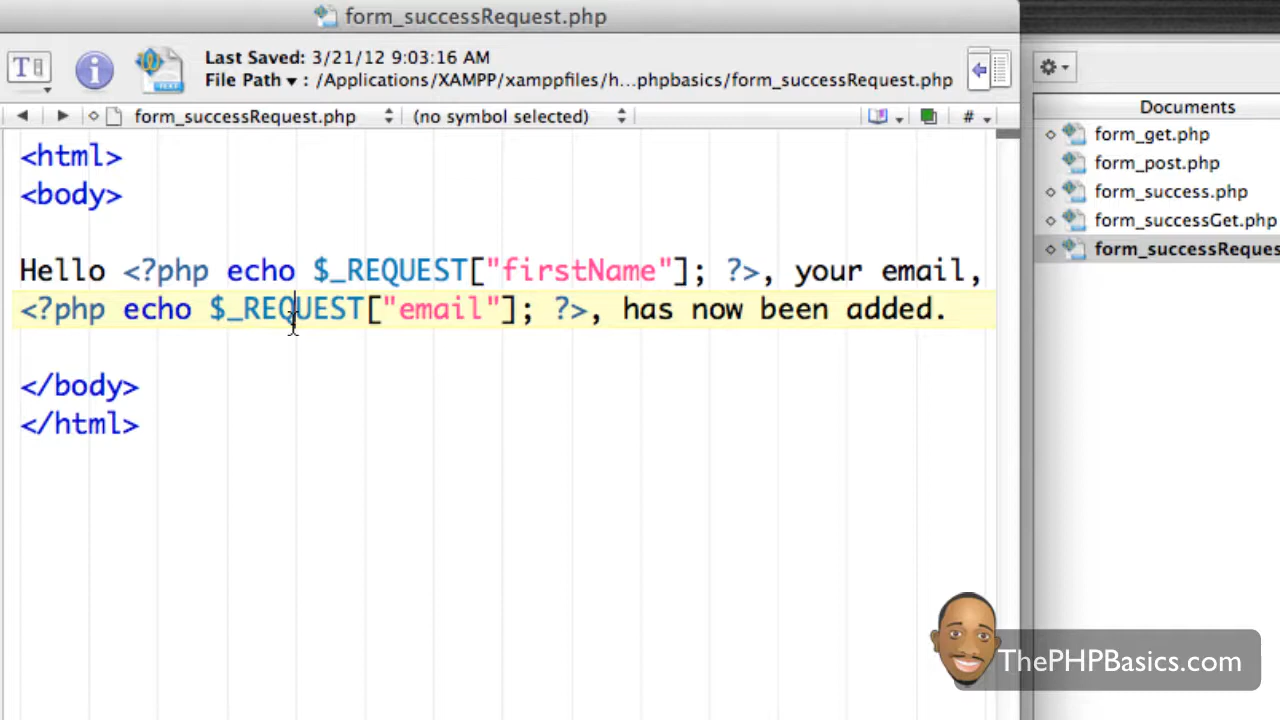 form_successRequest.php
Last Saved: 3/21/12 9:03:16 AM
File Path ▾ : /Applications/XAMPP/xamppfiles/h...phpbasics/form_successRequest.php
form_successRequest.php
(no symbol selected)
#
Documents
form_get.php
form_post.php
form_success.php
form_successGet.php
form_successReques
<html>
<body>
Hello <?php echo $_REQUEST["firstName"]; ?>, your email,
<?php echo $_REQUEST["email"]; ?>, has now been added.
</body>
</html>
ThePHPBasics.com